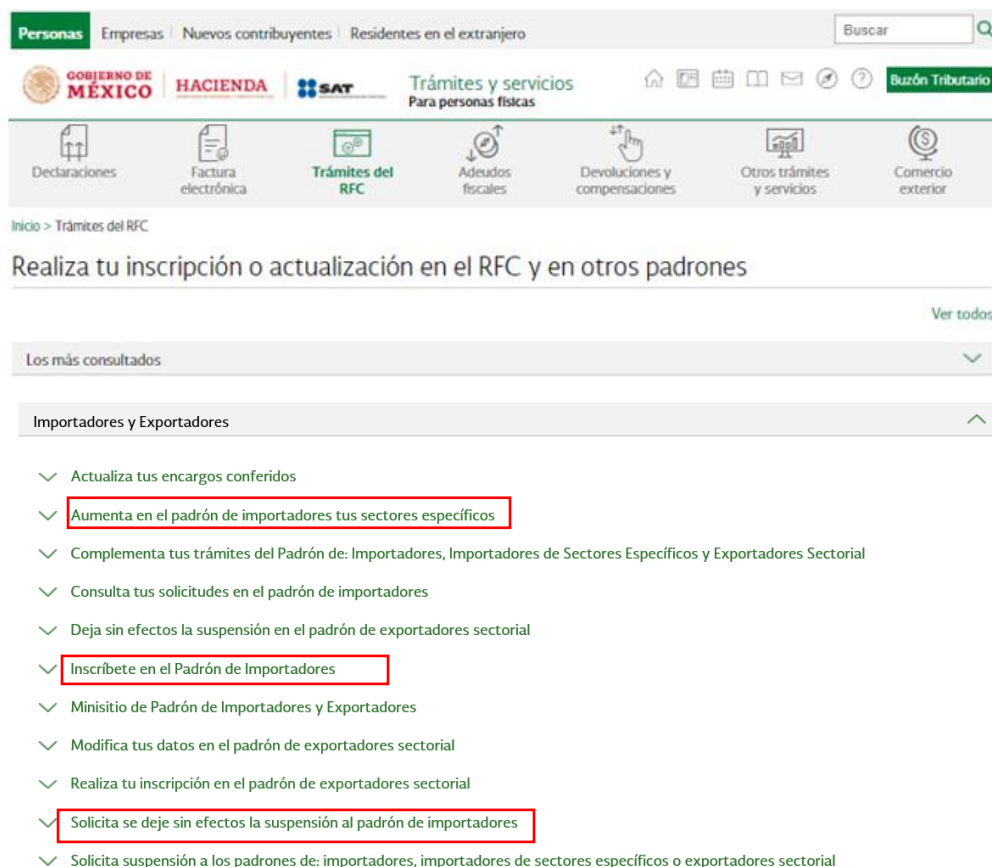 Personas Empresas Nuevos contribuyentes Residentes en el extranjero Buscar
GOBIERNO DE MÉXICO HACIENDA SAT Trámites y servicios Para personas físicas Buzón Tributario
Declaraciones Factura electrónica Trámites del RFC Adeudos fiscales Devoluciones y compensaciones Otros trámites y servicios Comercio exterior
Inicio > Trámites del RFC
Realiza tu inscripción o actualización en el RFC y en otros padrones
Ver todos
Los más consultados
Importadores y Exportadores
Actualiza tus encargos conferidos
Aumenta en el padrón de importadores tus sectores específicos
Complementa tus trámites del Padrón de: Importadores, Importadores de Sectores Específicos y Exportadores Sectorial
Consulta tus solicitudes en el padrón de importadores
Deja sin efectos la suspensión en el padrón de exportadores sectorial
Inscríbete en el Padrón de Importadores
Minisitio de Padrón de Importadores y Exportadores
Modifica tus datos en el padrón de exportadores sectorial
Realiza tu inscripción en el padrón de exportadores sectorial
Solicita se deje sin efectos la suspensión al padrón de importadores
Solicita suspensión a los padrones de: importadores, importadores de sectores específicos o exportadores sectorial